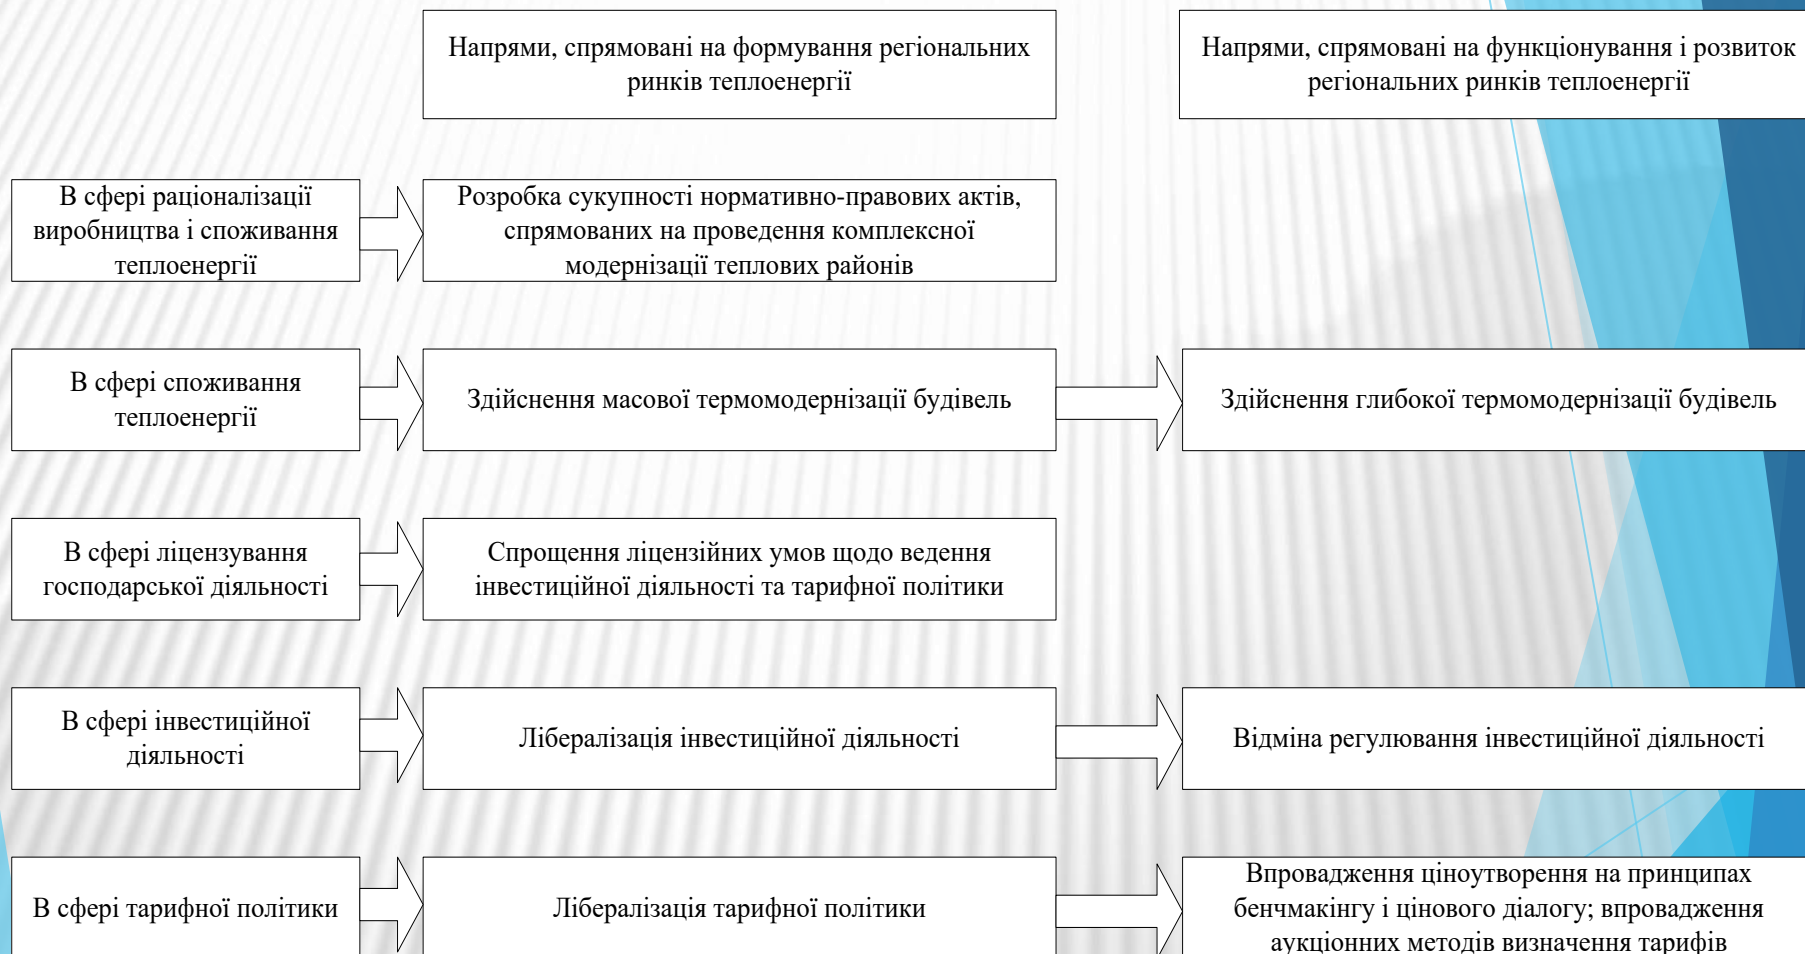 Напрями, спрямовані на формування регіональних
ринків теплоенергії
Напрями, спрямовані на функціонування і розвиток
регіональних ринків теплоенергії
В сфері раціоналізації
виробництва і споживання
теплоенергії
Розробка сукупності нормативно-правових актів,
спрямованих на проведення комплексної
модернізації теплових районів
В сфері споживання
теплоенергії
Здійснення масової термомодернізації будівель
Здійснення глибокої термомодернізації будівель
В сфері ліцензування
господарської діяльності
Спрощення ліцензійних умов щодо ведення
інвестиційної діяльності та тарифної політики
В сфері інвестиційної
діяльності
Лібералізація інвестиційної діяльності
Відміна регулювання інвестиційної діяльності
В сфері тарифної політики
Лібералізація тарифної політики
Впровадження ціноутворення на принципах
бенчмакінгу і цінового діалогу; впровадження
аукціонних методів визначення тарифів